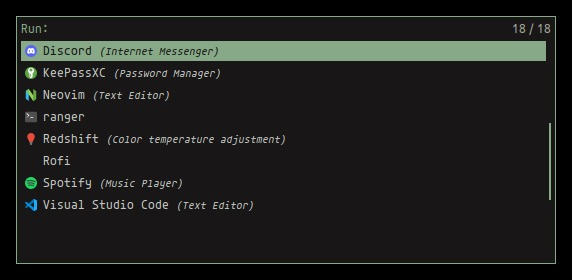 Run: 18 / 18
Discord (Internet Messenger)
KeePassXC (Password Manager)
Neovim (Text Editor)
ranger
Redshift (Color temperature adjustment)
Rofi
Spotify (Music Player)
Visual Studio Code (Text Editor)